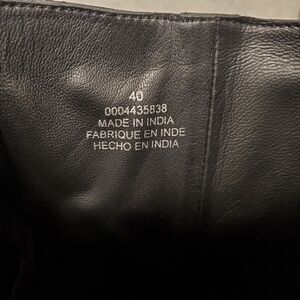 40
0004435838
MADE IN INDIA
FABRIQUE EN INDE
HECHO EN INDIA